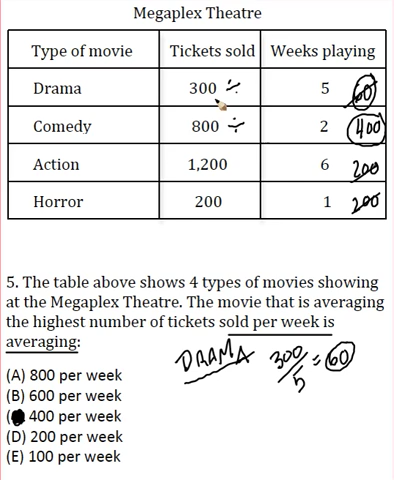 Megaplex Theatre
Type of movie Tickets sold Weeks playing
Drama 300 ÷ 5 60
Comedy 800 ÷ 2 400
Action 1,200 6 200
Horror 200 1 200
5. The table above shows 4 types of movies showing
at the Megaplex Theatre. The movie that is averaging
the highest number of tickets sold per week is
averaging:
DRAMA 300/5 = 60
(A) 800 per week
(B) 600 per week
( 400 per week
(D) 200 per week
(E) 100 per week